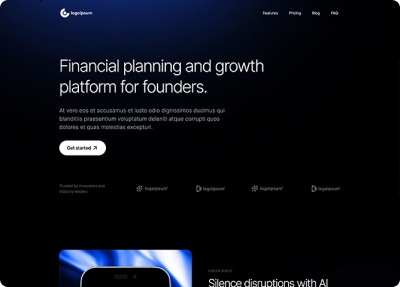 logoipsum
Features
Pricing
Blog
FAQ
Financial planning and growth
platform for founders.
At vero eos et accusamus et iusto odio dignissimos ducimus qui
blanditiis praesentium voluptatum deleniti atque corrupti quos
dolores et quas molestias excepturi.
Get started
Trusted by investors and
industry leaders
logoipsum
logoipsum
logoipsum
logoipsum
Silence disruptions with AI